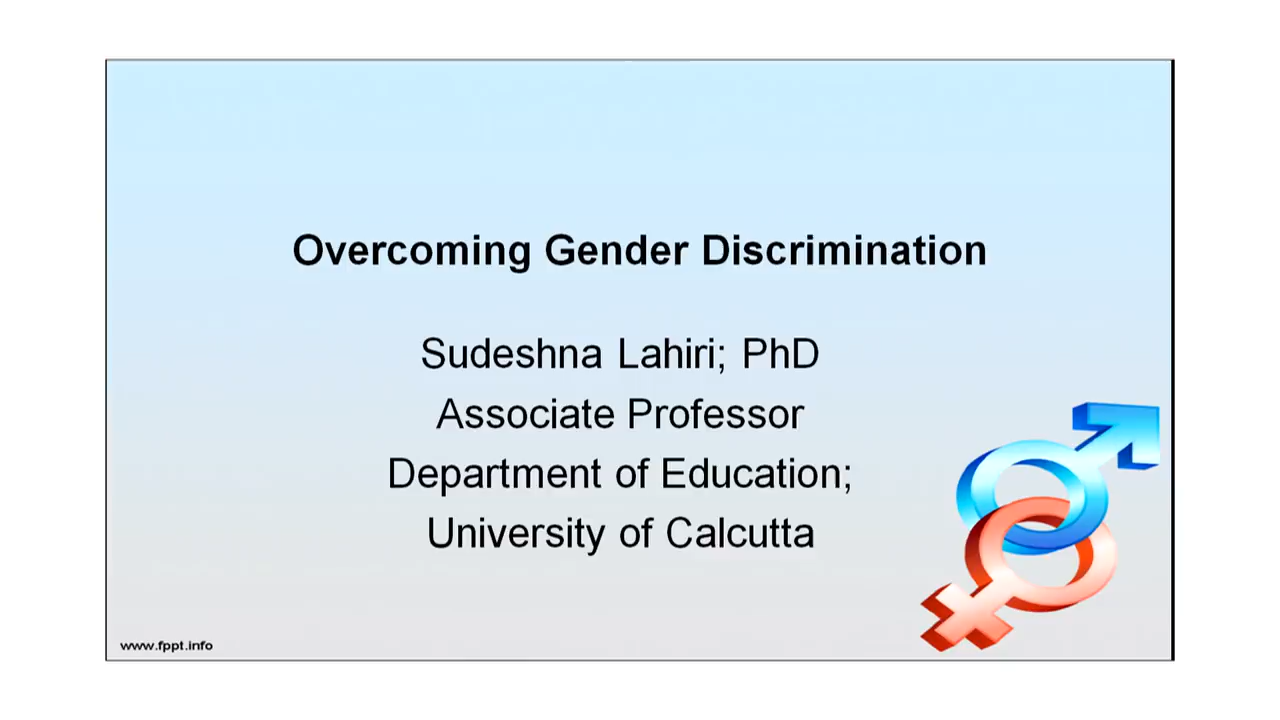 Overcoming Gender Discrimination
Sudeshna Lahiri; PhD
Associate Professor
Department of Education;
University of Calcutta
www.fppt.info